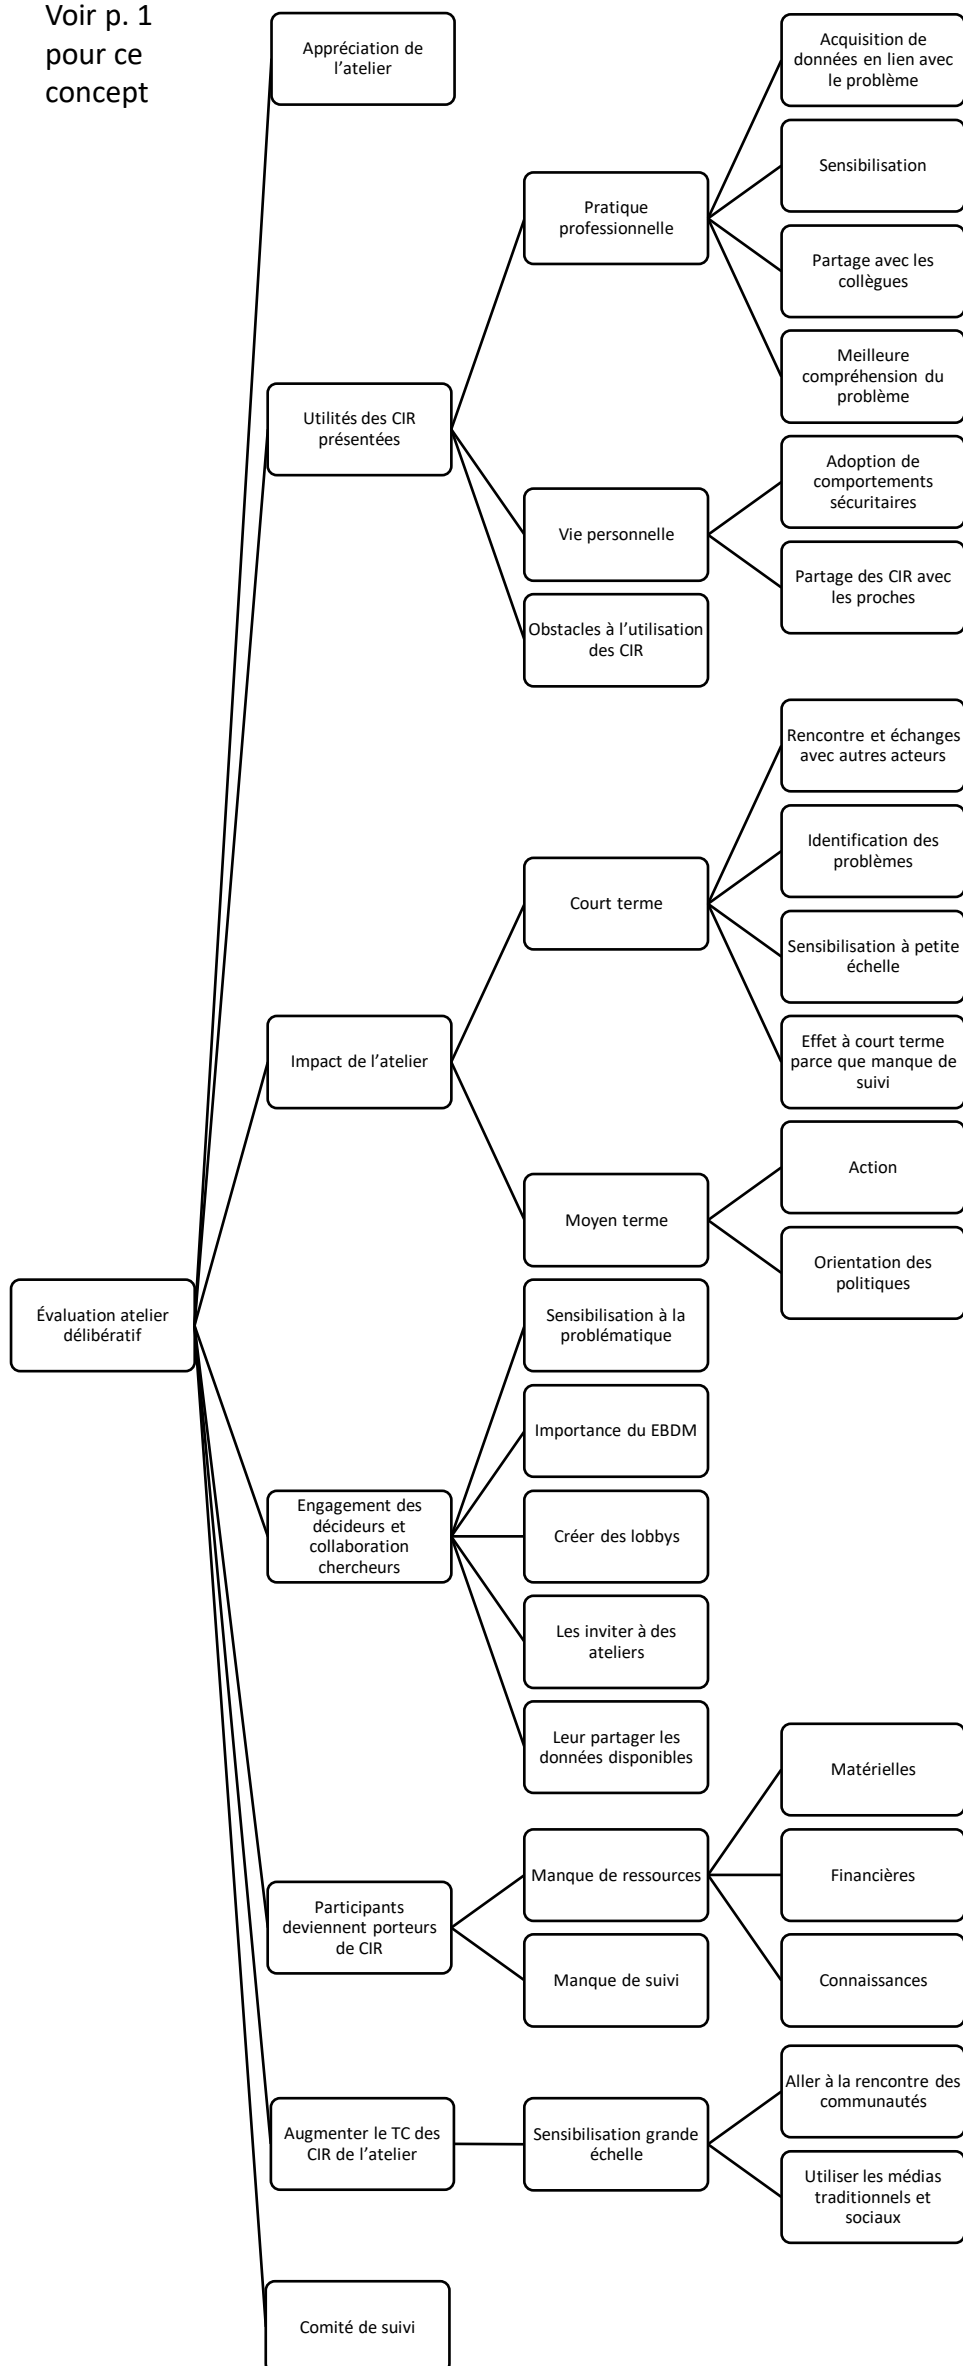 Voir p. 1
pour ce
concept
Évaluation atelier
délibératif
Appréciation de
l’atelier
Utilités des CIR
présentées
Pratique
professionnelle
Acquisition de
données en lien avec
le problème
Sensibilisation
Partage avec les
collègues
Meilleure
compréhension du
problème
Vie personnelle
Adoption de
comportements
sécuritaires
Partage des CIR avec
les proches
Obstacles à l’utilisation
des CIR
Impact de l’atelier
Court terme
Rencontre et échanges
avec autres acteurs
Identification des
problèmes
Sensibilisation à petite
échelle
Effet à court terme
parce que manque de
suivi
Moyen terme
Action
Orientation des
politiques
Engagement des
décideurs et
collaboration
chercheurs
Sensibilisation à la
problématique
Importance du EBDM
Créer des lobbys
Les inviter à des
ateliers
Leur partager les
données disponibles
Participants
deviennent porteurs
de CIR
Manque de ressources
Matérielles
Financières
Connaissances
Manque de suivi
Augmenter le TC des
CIR de l’atelier
Sensibilisation grande
échelle
Aller à la rencontre des
communautés
Utiliser les médias
traditionnels et
sociaux
Comité de suivi